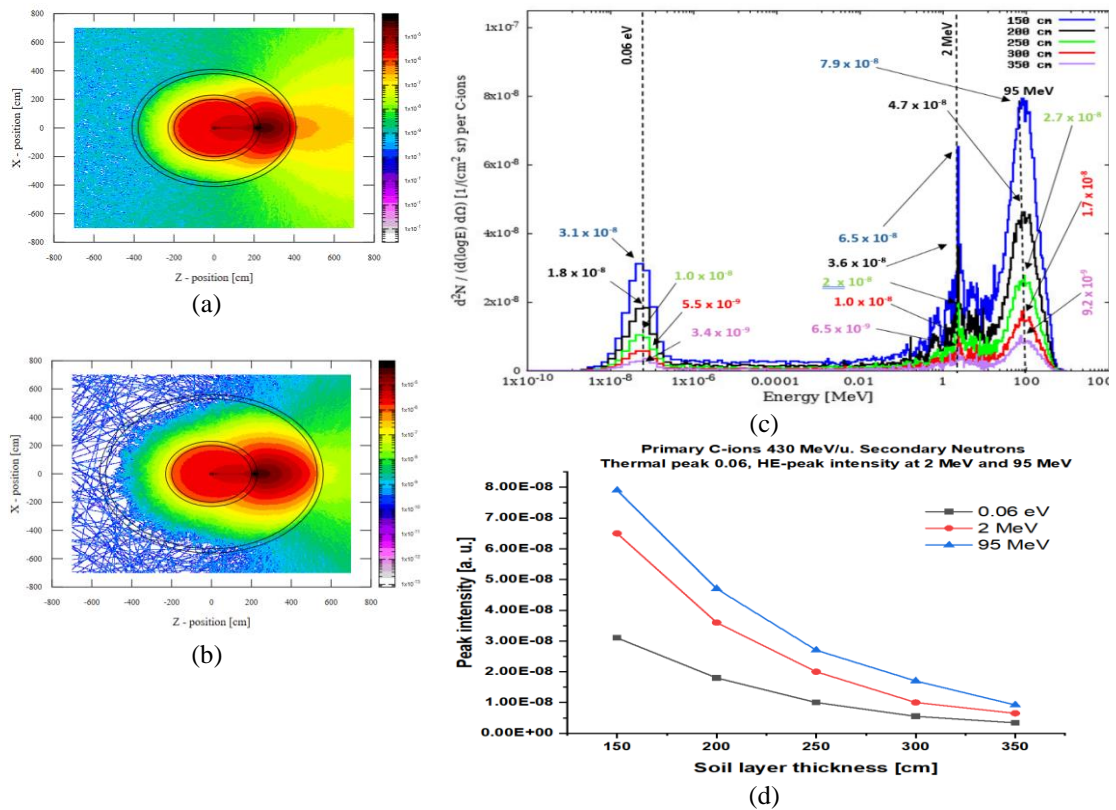 800
600
400
200
0
-200
-400
-600
-800
-800 -600 -400 -200 0 200 400 600 800
X - position [cm]
Z - position [cm]
(a)
800
600
400
200
0
-200
-400
-600
-800
-800 -600 -400 -200 0 200 400 600 800
X - position [cm]
Z - position [cm]
(b)
1x10⁻⁷
8x10⁻⁸
6x10⁻⁸
4x10⁻⁸
2x10⁻⁸
0
d²N / (d(logE) dΩ) [1/(cm² sr) per C-ions
0.06 eV
2 MeV
95 MeV
150 cm
200 cm
250 cm
300 cm
350 cm
7.9 x 10⁻⁸
4.7 x 10⁻⁸
2.7 x 10⁻⁸
1.7 x 10⁻⁸
9.2 x 10⁻⁹
3.1 x 10⁻⁸
1.8 x 10⁻⁸
1.0 x 10⁻⁸
5.5 x 10⁻⁹
3.4 x 10⁻⁹
6.5 x 10⁻⁸
3.6 x 10⁻⁸
2 x 10⁻⁸
1.0 x 10⁻⁸
6.5 x 10⁻⁹
1x10⁻¹⁰ 1x10⁻⁸ 1x10⁻⁶ 0.0001 0.01 1 100
Energy [MeV]
(c)
Primary C-ions 430 MeV/u. Secondary Neutrons
Thermal peak 0.06, HE-peak intensity at 2 MeV and 95 MeV
8.00E-08
7.00E-08
6.00E-08
5.00E-08
4.00E-08
3.00E-08
2.00E-08
1.00E-08
0.00E+00
Peak intensity [a. u.]
0.06 eV
2 MeV
95 MeV
150 200 250 300 350
Soil layer thickness [cm]
(d)